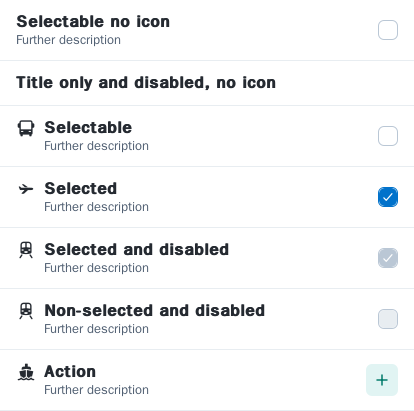 Selectable no icon
Further description
Title only and disabled, no icon
Selectable
Further description
Selected
Further description
Selected and disabled
Further description
Non-selected and disabled
Further description
Action
Further description